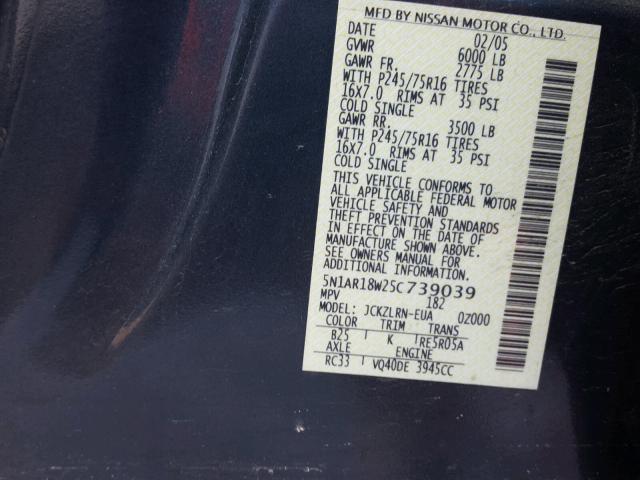 MFD BY NISSAN MOTOR CO., LTD.
DATE 02/05
GVWR 6000 LB
GAWR FR. 2775 LB
WITH P245/75R16 TIRES
16X7.0 RIMS AT 35 PSI
COLD SINGLE
GAWR RR. 3500 LB
WITH P245/75R16 TIRES
16X7.0 RIMS AT 35 PSI
COLD SINGLE
THIS VEHICLE CONFORMS TO
ALL APPLICABLE FEDERAL MOTOR
VEHICLE SAFETY AND
THEFT PREVENTION STANDARDS
IN EFFECT ON THE DATE OF
MANUFACTURE SHOWN ABOVE.
SEE OWNERS MANUAL FOR
ADDITIONAL INFORMATION.
5N1AR18W25C739039
MPV 182
MODEL: JCKZLRN-EUA 0Z000
COLOR TRIM TRANS
B25 K RE5R05A
AXLE ENGINE
RC33 VQ40DE 3945CC